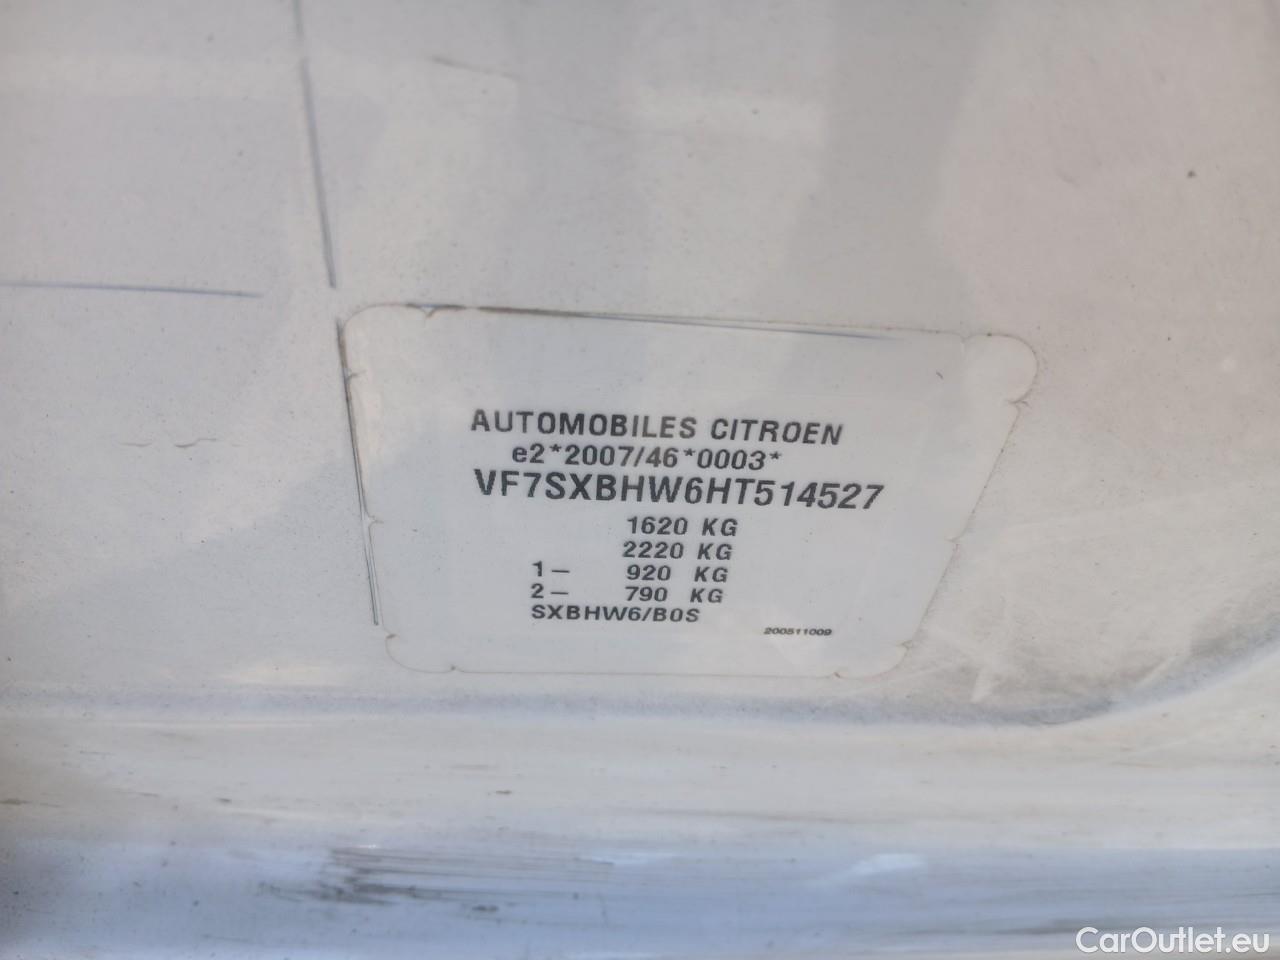 AUTOMOBILES CITROEN
e2*2007/46*0003*
VF7SXBHW6HT514527
1620 KG
2220 KG
1- 920 KG
2- 790 KG
SXBHW6/B0S
200511009
CarOutlet.eu